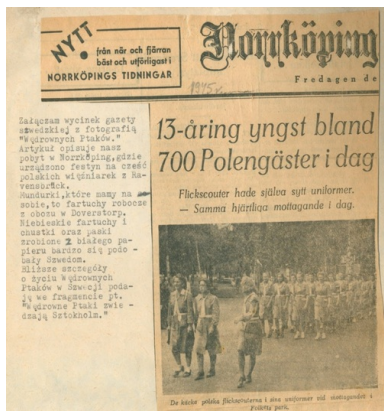 NYTT
från när och fjärran
bäst och utförligast i
NORRKÖPINGS TIDNINGAR
Norrköping
Fredagen de
1945
Załączam wycinek gazety
szwedzkiej z fotografią
"Wędrownych Ptaków."
Artykuł opisuje nasz
pobyt w Norrköping,gdzie
urządzono festyn na cześć
polskich więźniarek z Ra-
vensbrück.
Mundurki,które mamy na
sobie,to fartuchy robocze
z obozu w Doverstorp.
Niebieskie fartuchy i
chustki oraz paski
zrobione z białego pa-
pieru bardzo się podo-
bały Szwedom.
Bliższe szczegóły
o życiu Wędrownych
Ptaków w Szwecji poda-
ję we fragmencie pt.
"Wędrowne Ptaki zwie -
dzają Sztokholm."
13-åring yngst bland
700 Polengäster i dag
Flickscouter hade själva sytt uniformer.
— Samma hjärtliga mottagande i dag.
De käcka polska flickscouterna i sina uniformer vid mottagandet i
Folkets park.